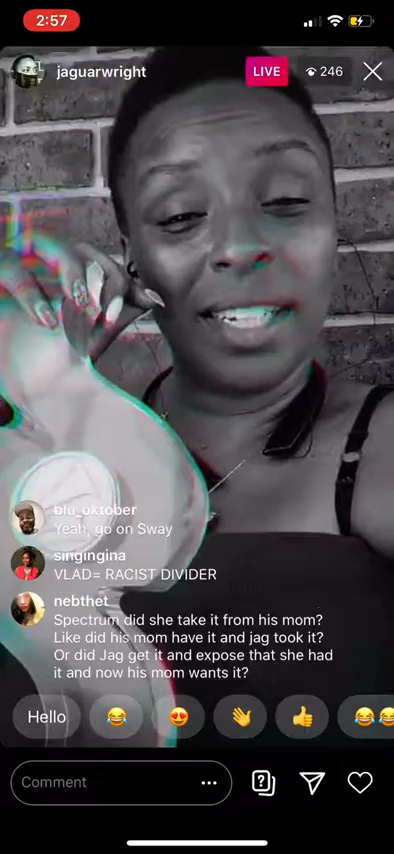 2:57
jaguarwright
LIVE
246
blu_oktober
Yeah, go on Sway
singingina
VLAD= RACIST DIVIDER
nebthet
Spectrum did she take it from his mom?
Like did his mom have it and jag took it?
Or did Jag get it and expose that she had
it and now his mom wants it?
Hello
Comment